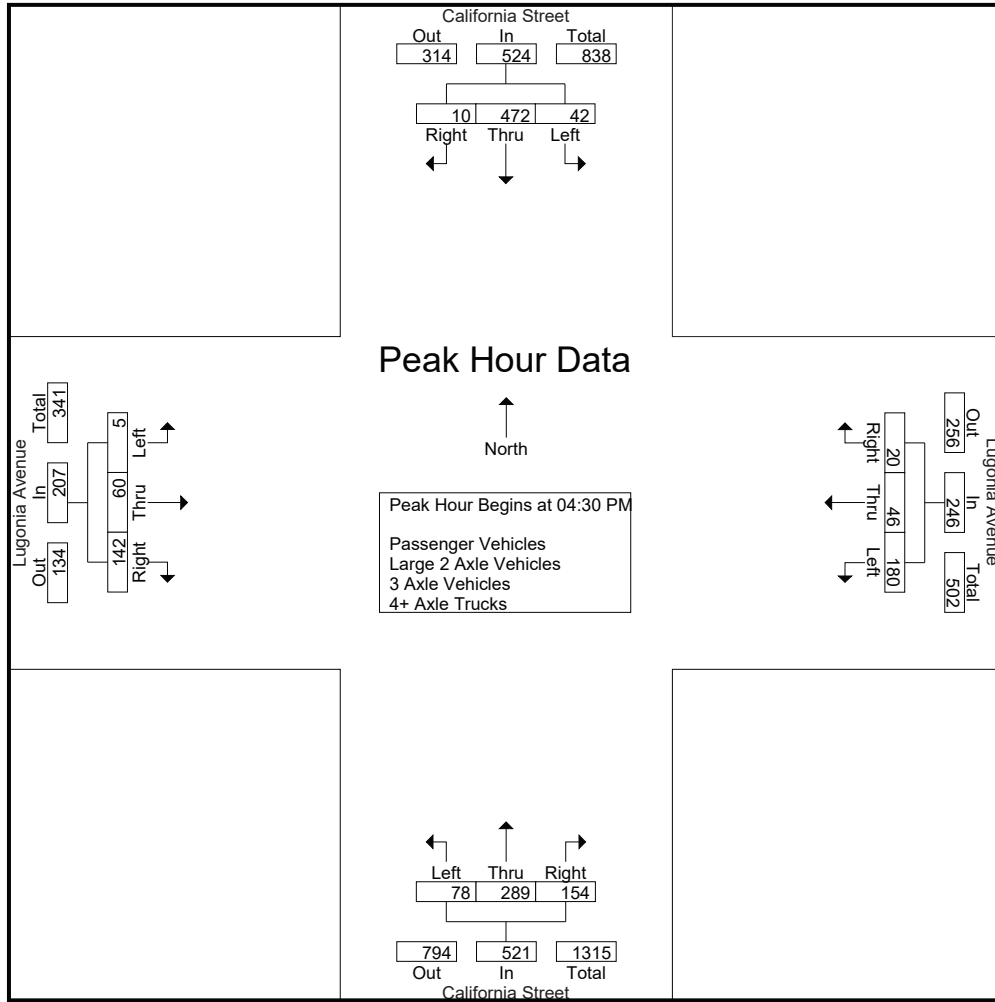 California Street
Out In Total
314 524 838
10 472 42
Right Thru Left
Peak Hour Data
North
Peak Hour Begins at 04:30 PM
Passenger Vehicles
Large 2 Axle Vehicles
3 Axle Vehicles
4+ Axle Trucks
Lugonia Avenue
Out In Total
134 207 341
5 60 142
Left Thru Right
Lugonia Avenue
Out In Total
256 246 502
20 46 180
Right Thru Left
Left Thru Right
78 289 154
794 521 1315
Out In Total
California Street